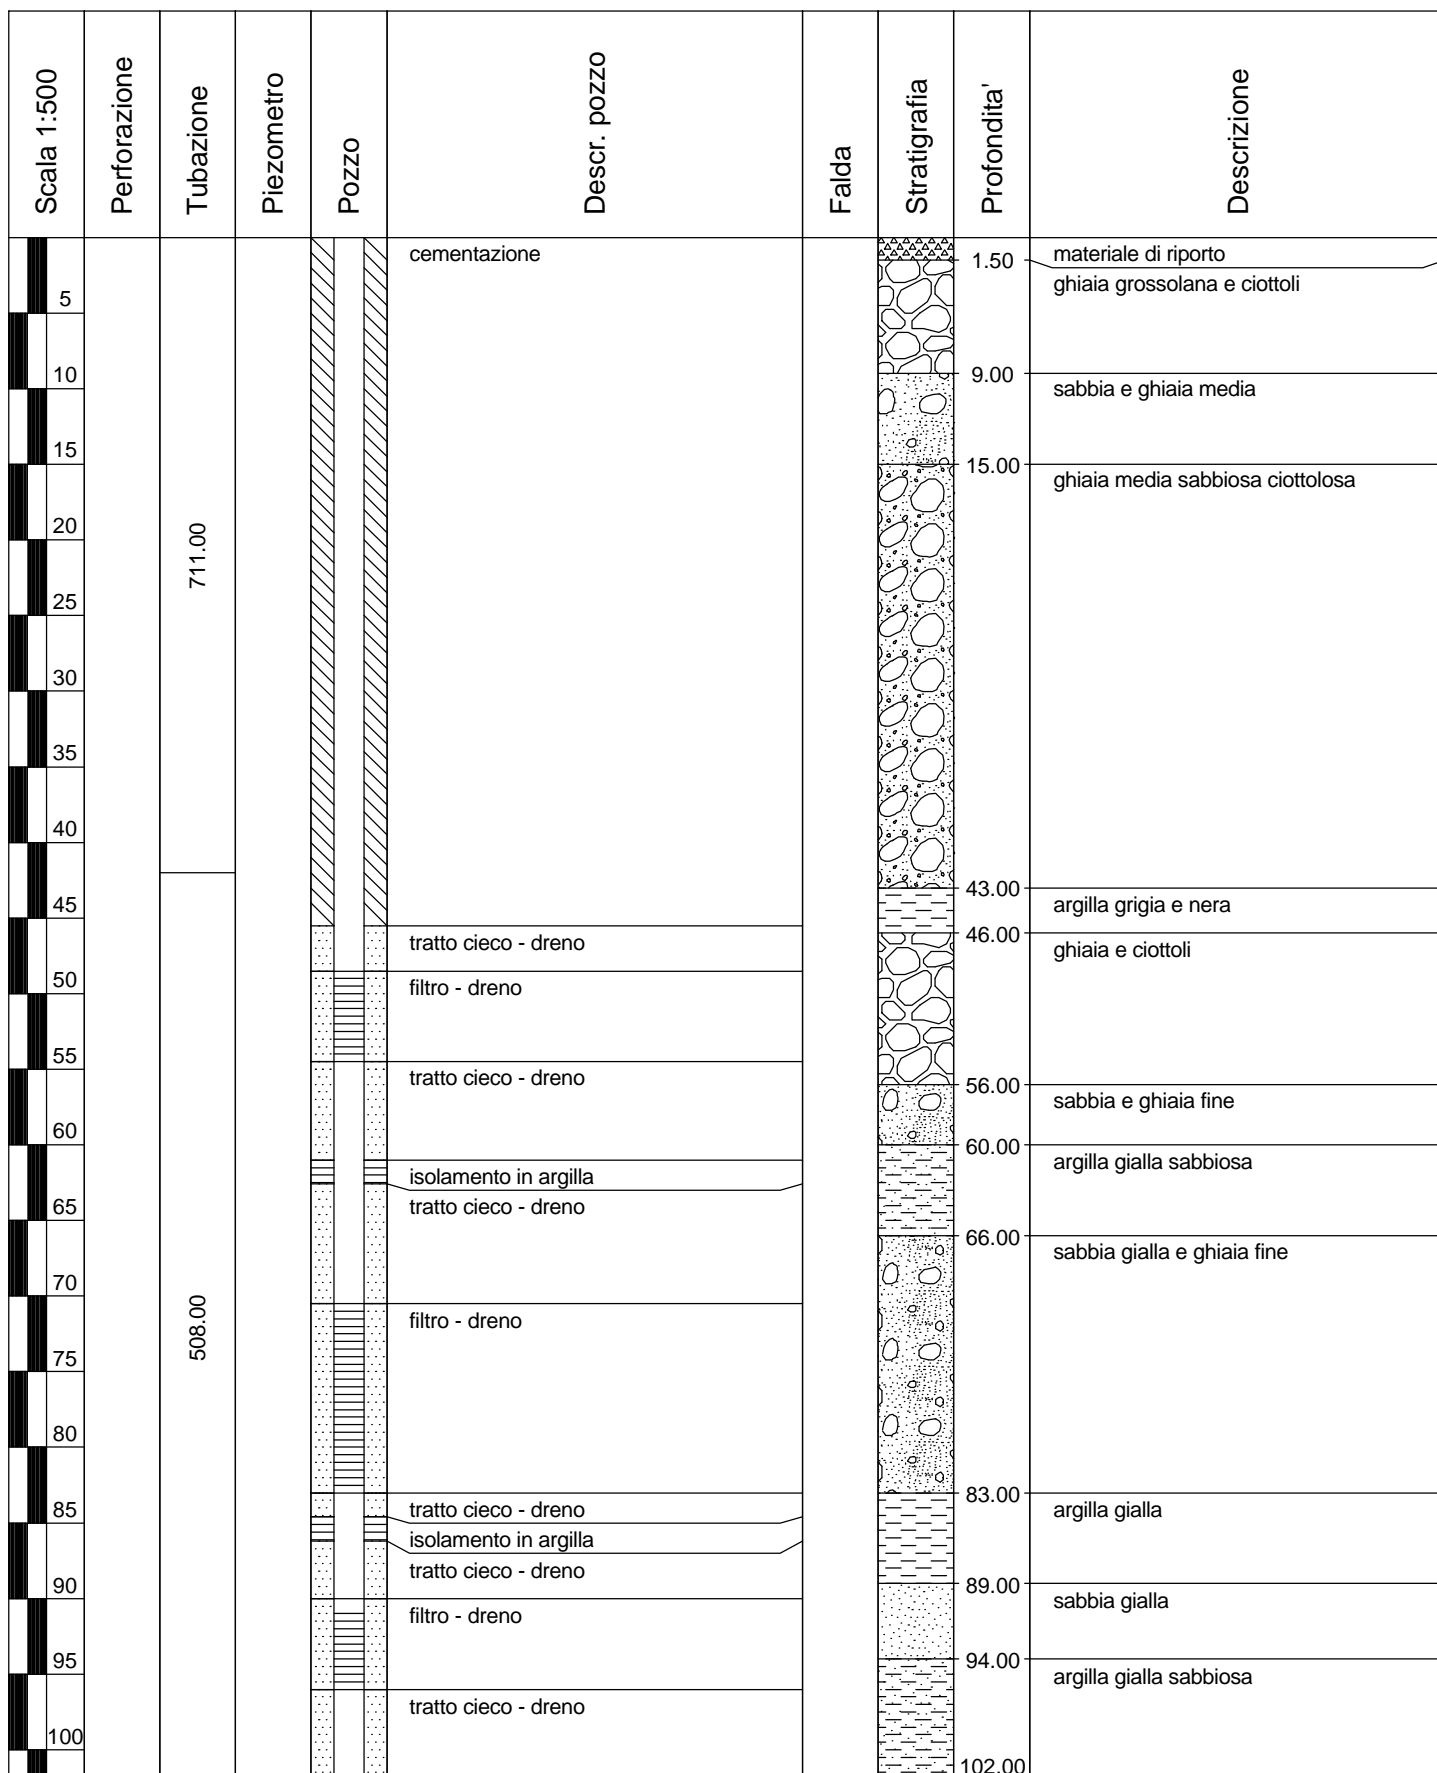 Scala 1:500
Perforazione
Tubazione
Piezometro
Pozzo
Descr. pozzo
Falda
Stratigrafia
Profondita'
Descrizione
5
10
15
20
25
30
35
40
45
50
55
60
65
70
75
80
85
90
95
100
711.00
508.00
cementazione
tratto cieco - dreno
filtro - dreno
tratto cieco - dreno
isolamento in argilla
tratto cieco - dreno
filtro - dreno
tratto cieco - dreno
isolamento in argilla
tratto cieco - dreno
filtro - dreno
tratto cieco - dreno
1.50
9.00
15.00
43.00
46.00
56.00
60.00
66.00
83.00
89.00
94.00
102.00
materiale di riporto
ghiaia grossolana e ciottoli
sabbia e ghiaia media
ghiaia media sabbiosa ciottolosa
argilla grigia e nera
ghiaia e ciottoli
sabbia e ghiaia fine
argilla gialla sabbiosa
sabbia gialla e ghiaia fine
argilla gialla
sabbia gialla
argilla gialla sabbiosa